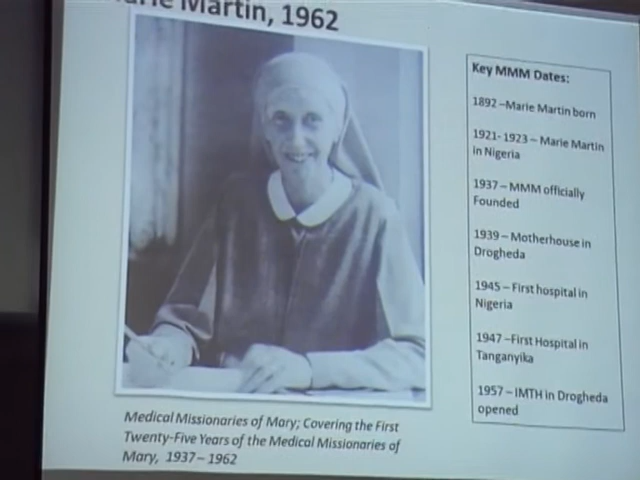 Martin, 1962
Key MMM Dates:
1892 –Marie Martin born
1921- 1923 – Marie Martin
in Nigeria
1937 – MMM officially
Founded
1939 – Motherhouse in
Drogheda
1945 – First hospital in
Nigeria
1947 –First Hospital in
Tanganyika
1957 – IMTH in Drogheda
opened
Medical Missionaries of Mary; Covering the First
Twenty-Five Years of the Medical Missionaries of
Mary, 1937 – 1962